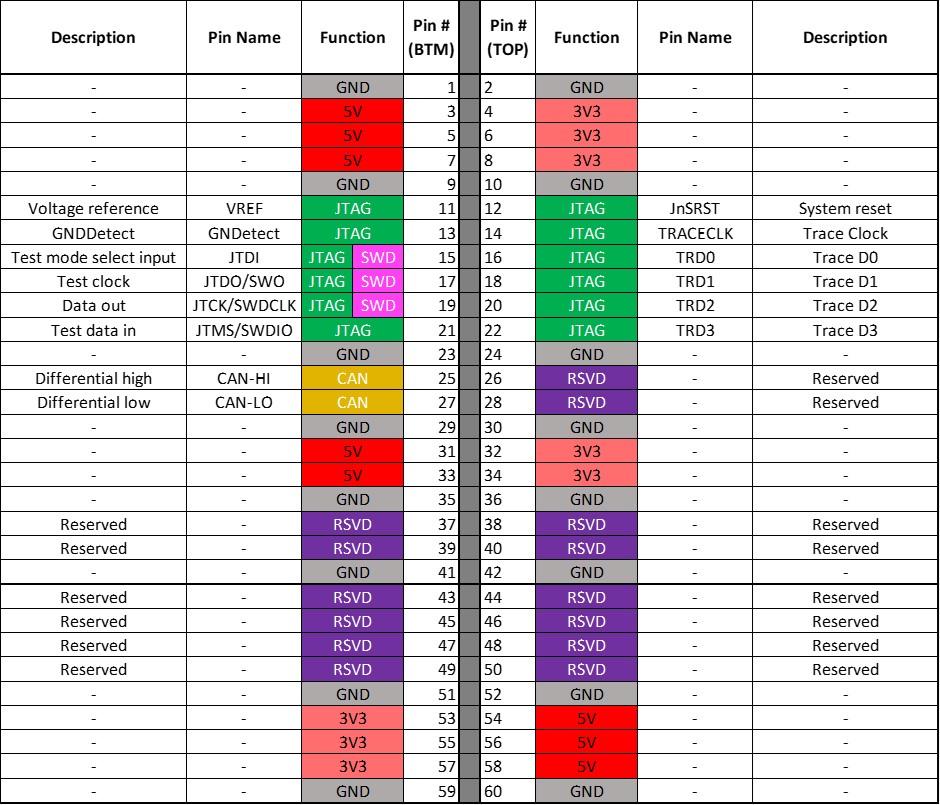 Description Pin Name Function Pin # (BTM) Pin # (TOP) Function Pin Name Description
- - GND 1 2 GND - -
- - 5V 3 4 3V3 - -
- - 5V 5 6 3V3 - -
- - 5V 7 8 3V3 - -
- - GND 9 10 GND - -
Voltage reference VREF JTAG 11 12 JTAG JnSRST System reset
GNDDetect GNDetect JTAG 13 14 JTAG TRACECLK Trace Clock
Test mode select input JTDI JTAG SWD 15 16 JTAG TRD0 Trace D0
Test clock JTDO/SWO JTAG SWD 17 18 JTAG TRD1 Trace D1
Data out JTCK/SWDCLK JTAG SWD 19 20 JTAG TRD2 Trace D2
Test data in JTMS/SWDIO JTAG 21 22 JTAG TRD3 Trace D3
- - GND 23 24 GND - -
Differential high CAN-HI CAN 25 26 RSVD - Reserved
Differential low CAN-LO CAN 27 28 RSVD - Reserved
- - GND 29 30 GND - -
- - 5V 31 32 3V3 - -
- - 5V 33 34 3V3 - -
- - GND 35 36 GND - -
Reserved - RSVD 37 38 RSVD - Reserved
Reserved - RSVD 39 40 RSVD - Reserved
- - GND 41 42 GND - -
Reserved - RSVD 43 44 RSVD - Reserved
Reserved - RSVD 45 46 RSVD - Reserved
Reserved - RSVD 47 48 RSVD - Reserved
Reserved - RSVD 49 50 RSVD - Reserved
- - GND 51 52 GND - -
- - 3V3 53 54 5V - -
- - 3V3 55 56 5V - -
- - 3V3 57 58 5V - -
- - GND 59 60 GND - -